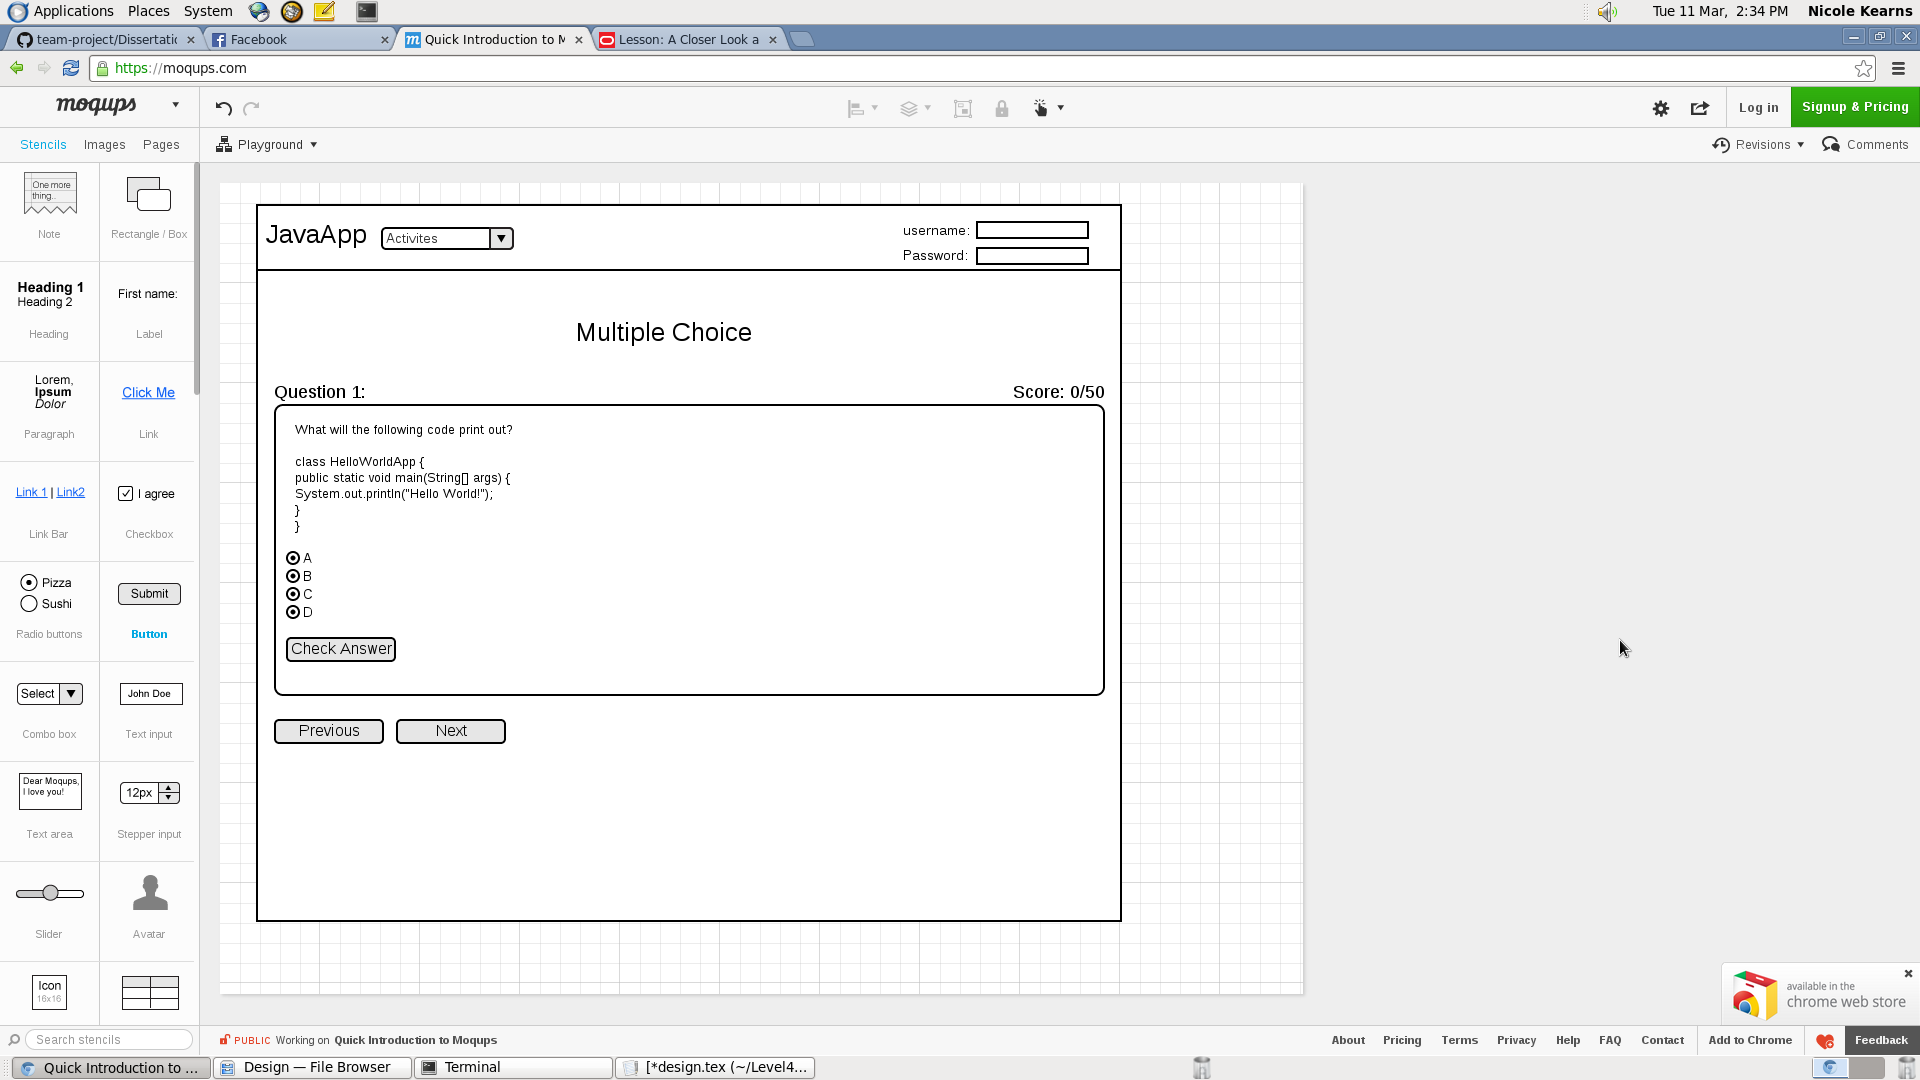 Applications Places System Tue 11 Mar, 2:34 PM Nicole Kearns
team-project/Dissertatic Facebook Quick Introduction to M Lesson: A Closer Look a
https://moqups.com
moqups Log in Signup & Pricing
Stencils Images Pages Playground Revisions Comments
One more
thing...
Note Rectangle / Box
Heading 1
Heading 2
First name:
Heading Label
Lorem,
Ipsum
Dolor
Click Me
Paragraph Link
Link 1 | Link2 I agree
Link Bar Checkbox
Pizza
Sushi
Submit
Radio buttons Button
Select John Doe
Combo box Text input
Dear Moqups,
I love you!
12px
Text area Stepper input
Slider Avatar
Icon
16x16
Search stencils
JavaApp Activites
username:
Password:
Multiple Choice
Question 1: Score: 0/50
What will the following code print out?
class HelloWorldApp {
public static void main(String[] args) {
System.out.println("Hello World!");
}
}
A
B
C
D
Check Answer
Previous Next
available in the
chrome web store
PUBLIC Working on Quick Introduction to Moqups About Pricing Terms Privacy Help FAQ Contact Add to Chrome Feedback
Quick Introduction to ... Design — File Browser Terminal [*design.tex (~/Level4...